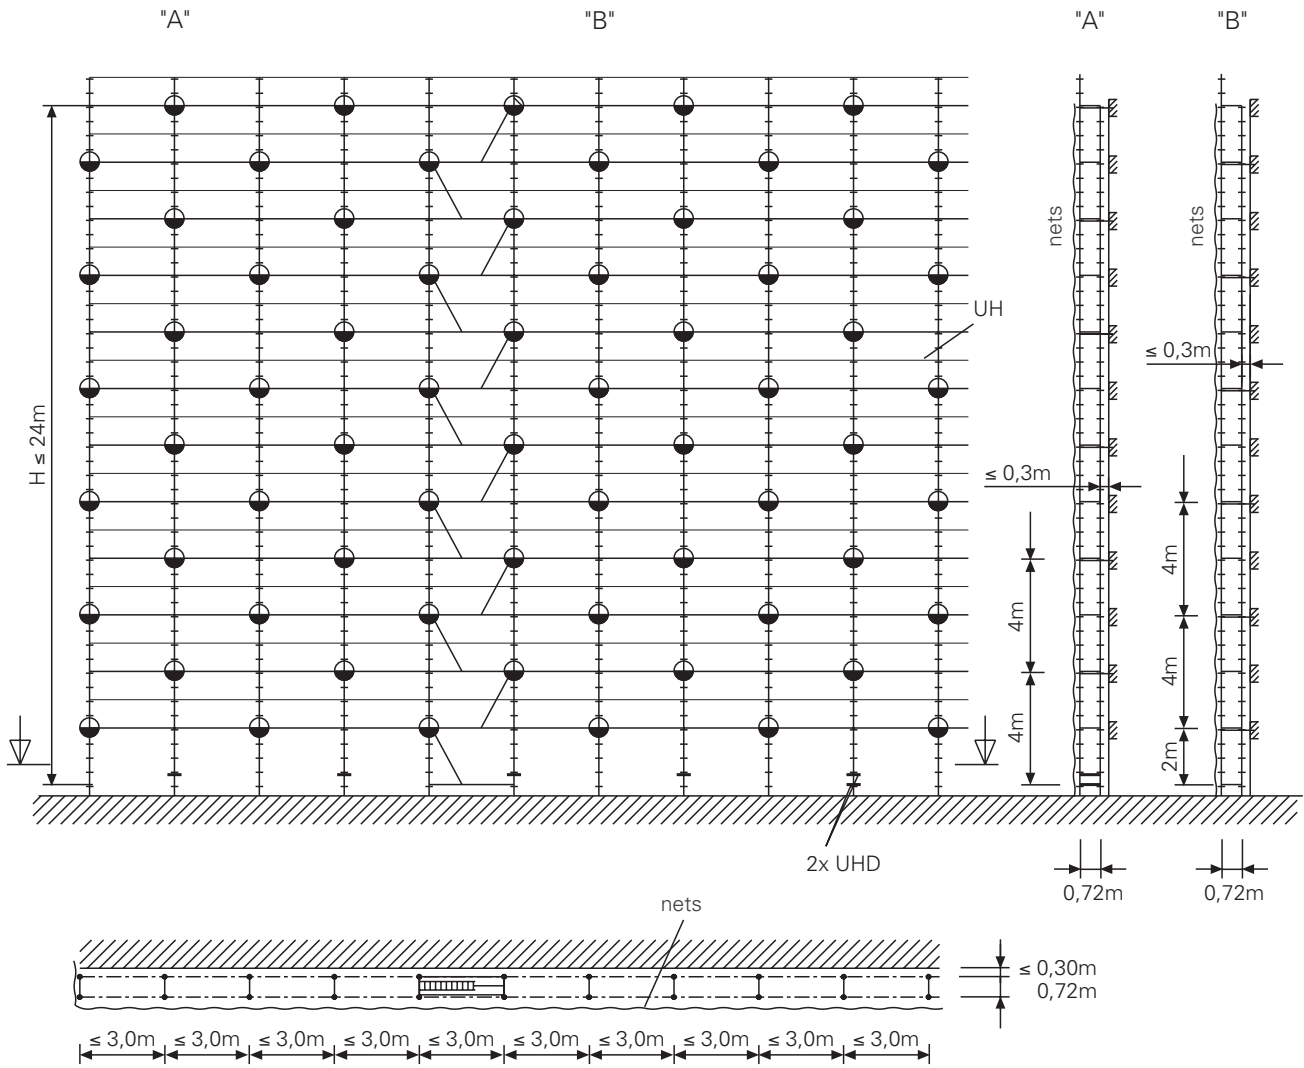 "A"
"B"
"A"
"B"
nets
nets
UH
≤ 0,3m
H ≤ 24m
≤ 0,3m
4m
4m
4m
4m
2m
2x UHD
0,72m
0,72m
nets
≤ 0,30m
0,72m
≤ 3,0m
≤ 3,0m
≤ 3,0m
≤ 3,0m
≤ 3,0m
≤ 3,0m
≤ 3,0m
≤ 3,0m
≤ 3,0m
≤ 3,0m